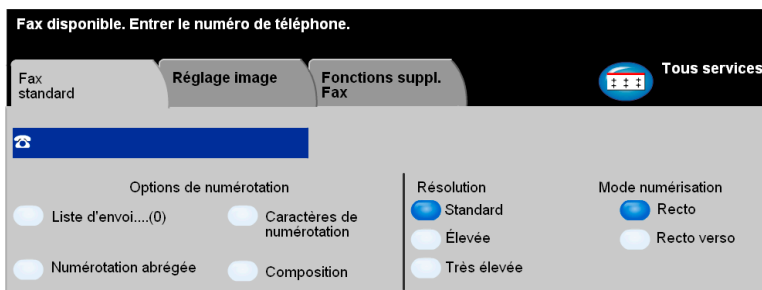 Fax disponible. Entrer le numéro de téléphone.
Fax
standard
Réglage image
Fonctions suppl.
Fax
Tous services
Options de numérotation
Liste d'envoi....(0)
Caractères de
numérotation
Numérotation abrégée
Composition
Résolution
Standard
Élevée
Très élevée
Mode numérisation
Recto
Recto verso